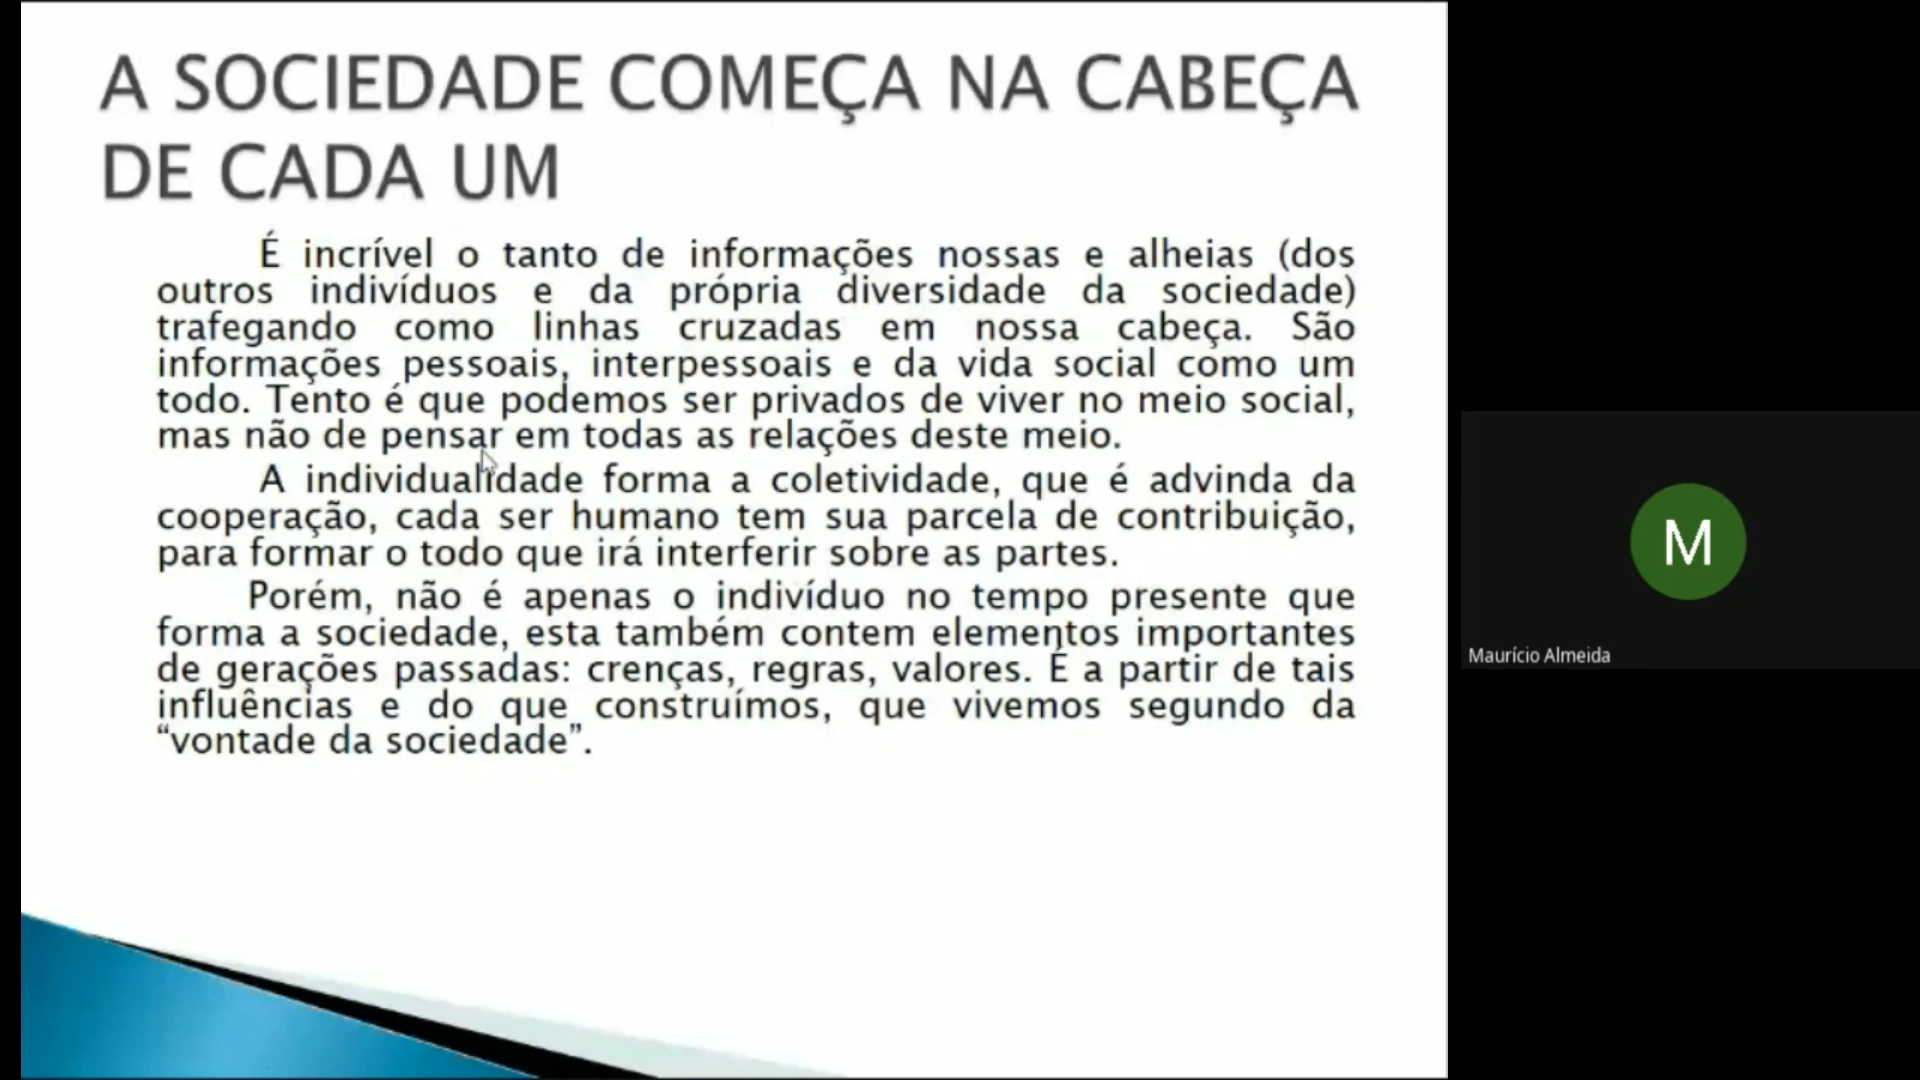 A SOCIEDADE COMEÇA NA CABEÇA
DE CADA UM
É incrível o tanto de informações nossas e alheias (dos
outros indivíduos e da própria diversidade da sociedade)
trafegando como linhas cruzadas em nossa cabeça. São
informações pessoais, interpessoais e da vida social como um
todo. Tento é que podemos ser privados de viver no meio social,
mas não de pensar em todas as relações deste meio.
A individualidade forma a coletividade, que é advinda da
cooperação, cada ser humano tem sua parcela de contribuição,
para formar o todo que irá interferir sobre as partes.
Porém, não é apenas o indivíduo no tempo presente que
forma a sociedade, esta também contem elementos importantes
de gerações passadas: crenças, regras, valores. É a partir de tais
influências e do que construímos, que vivemos segundo da
“vontade da sociedade”.
M
Maurício Almeida